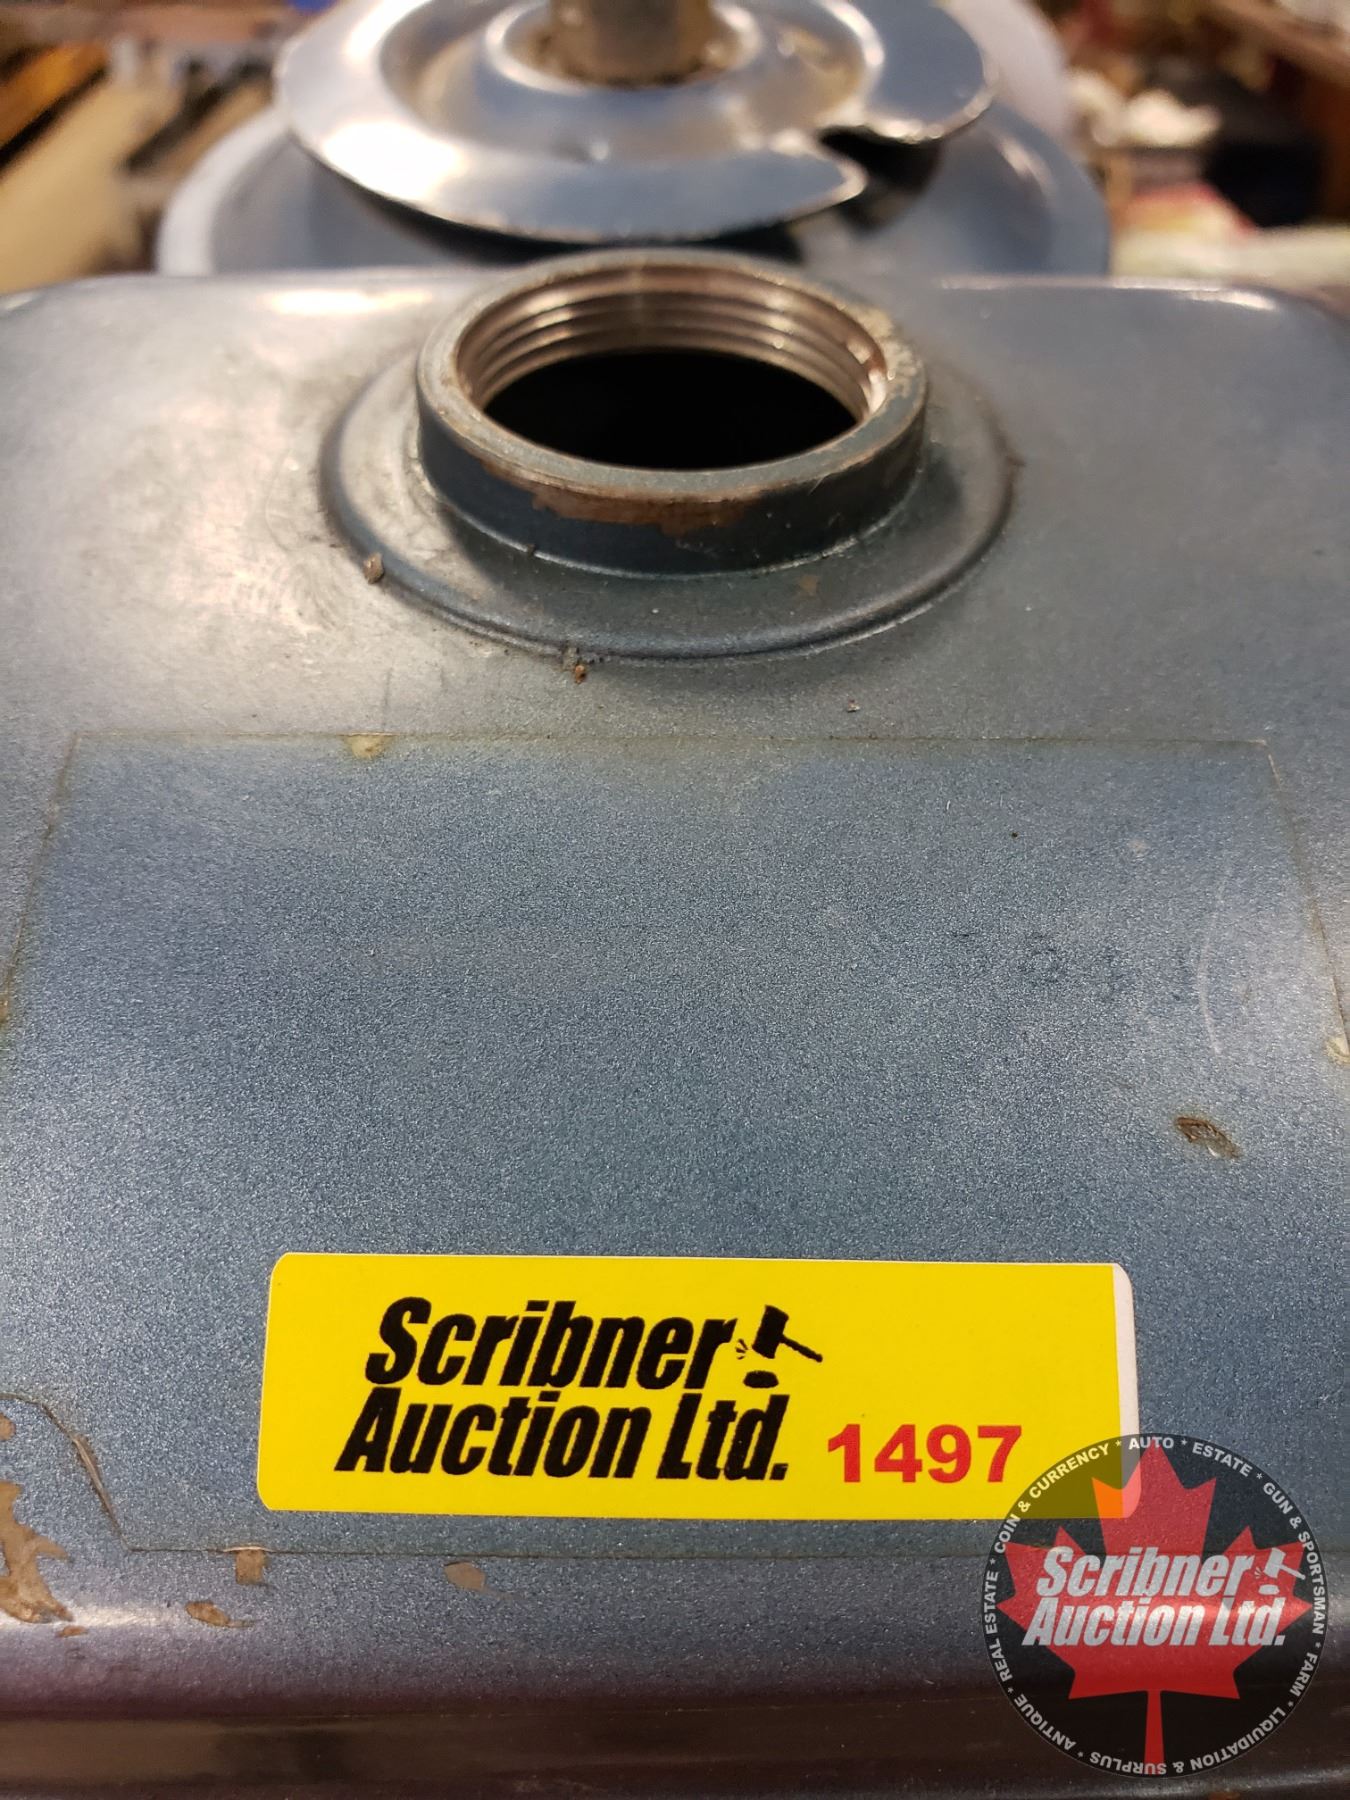 Scribner
Auction Ltd. 1497
COIN & CURRENCY * AUTO * ESTATE * GUN & SPORTSMAN * FARM * LIQUIDATION & SURPLUS * ANTIQUE * REAL ESTATE *
Scribner
Auction Ltd.